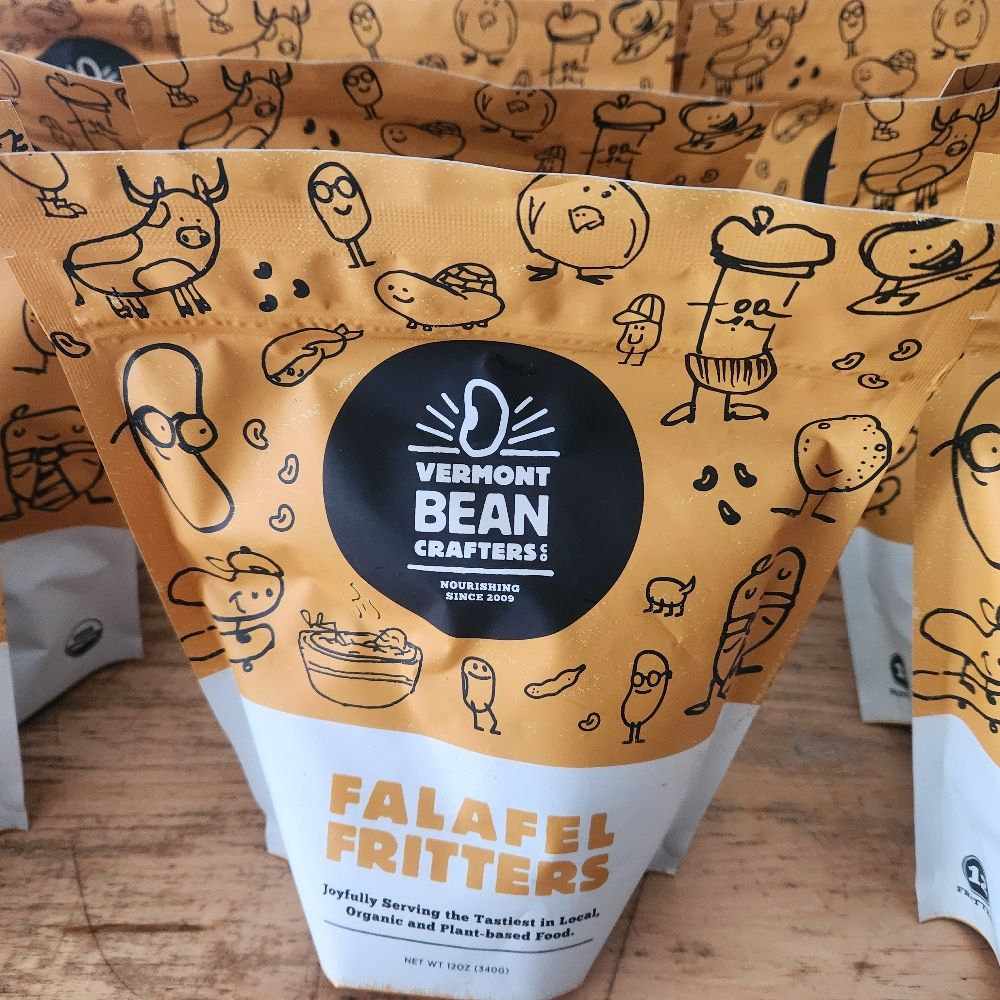 VERMONT
BEAN
CRAFTERS CO
NOURISHING
SINCE 2009
FALAFEL
FRITTERS
Joyfully Serving the Tastiest in Local,
Organic and Plant-based Food.
NET WT 12OZ (340G)